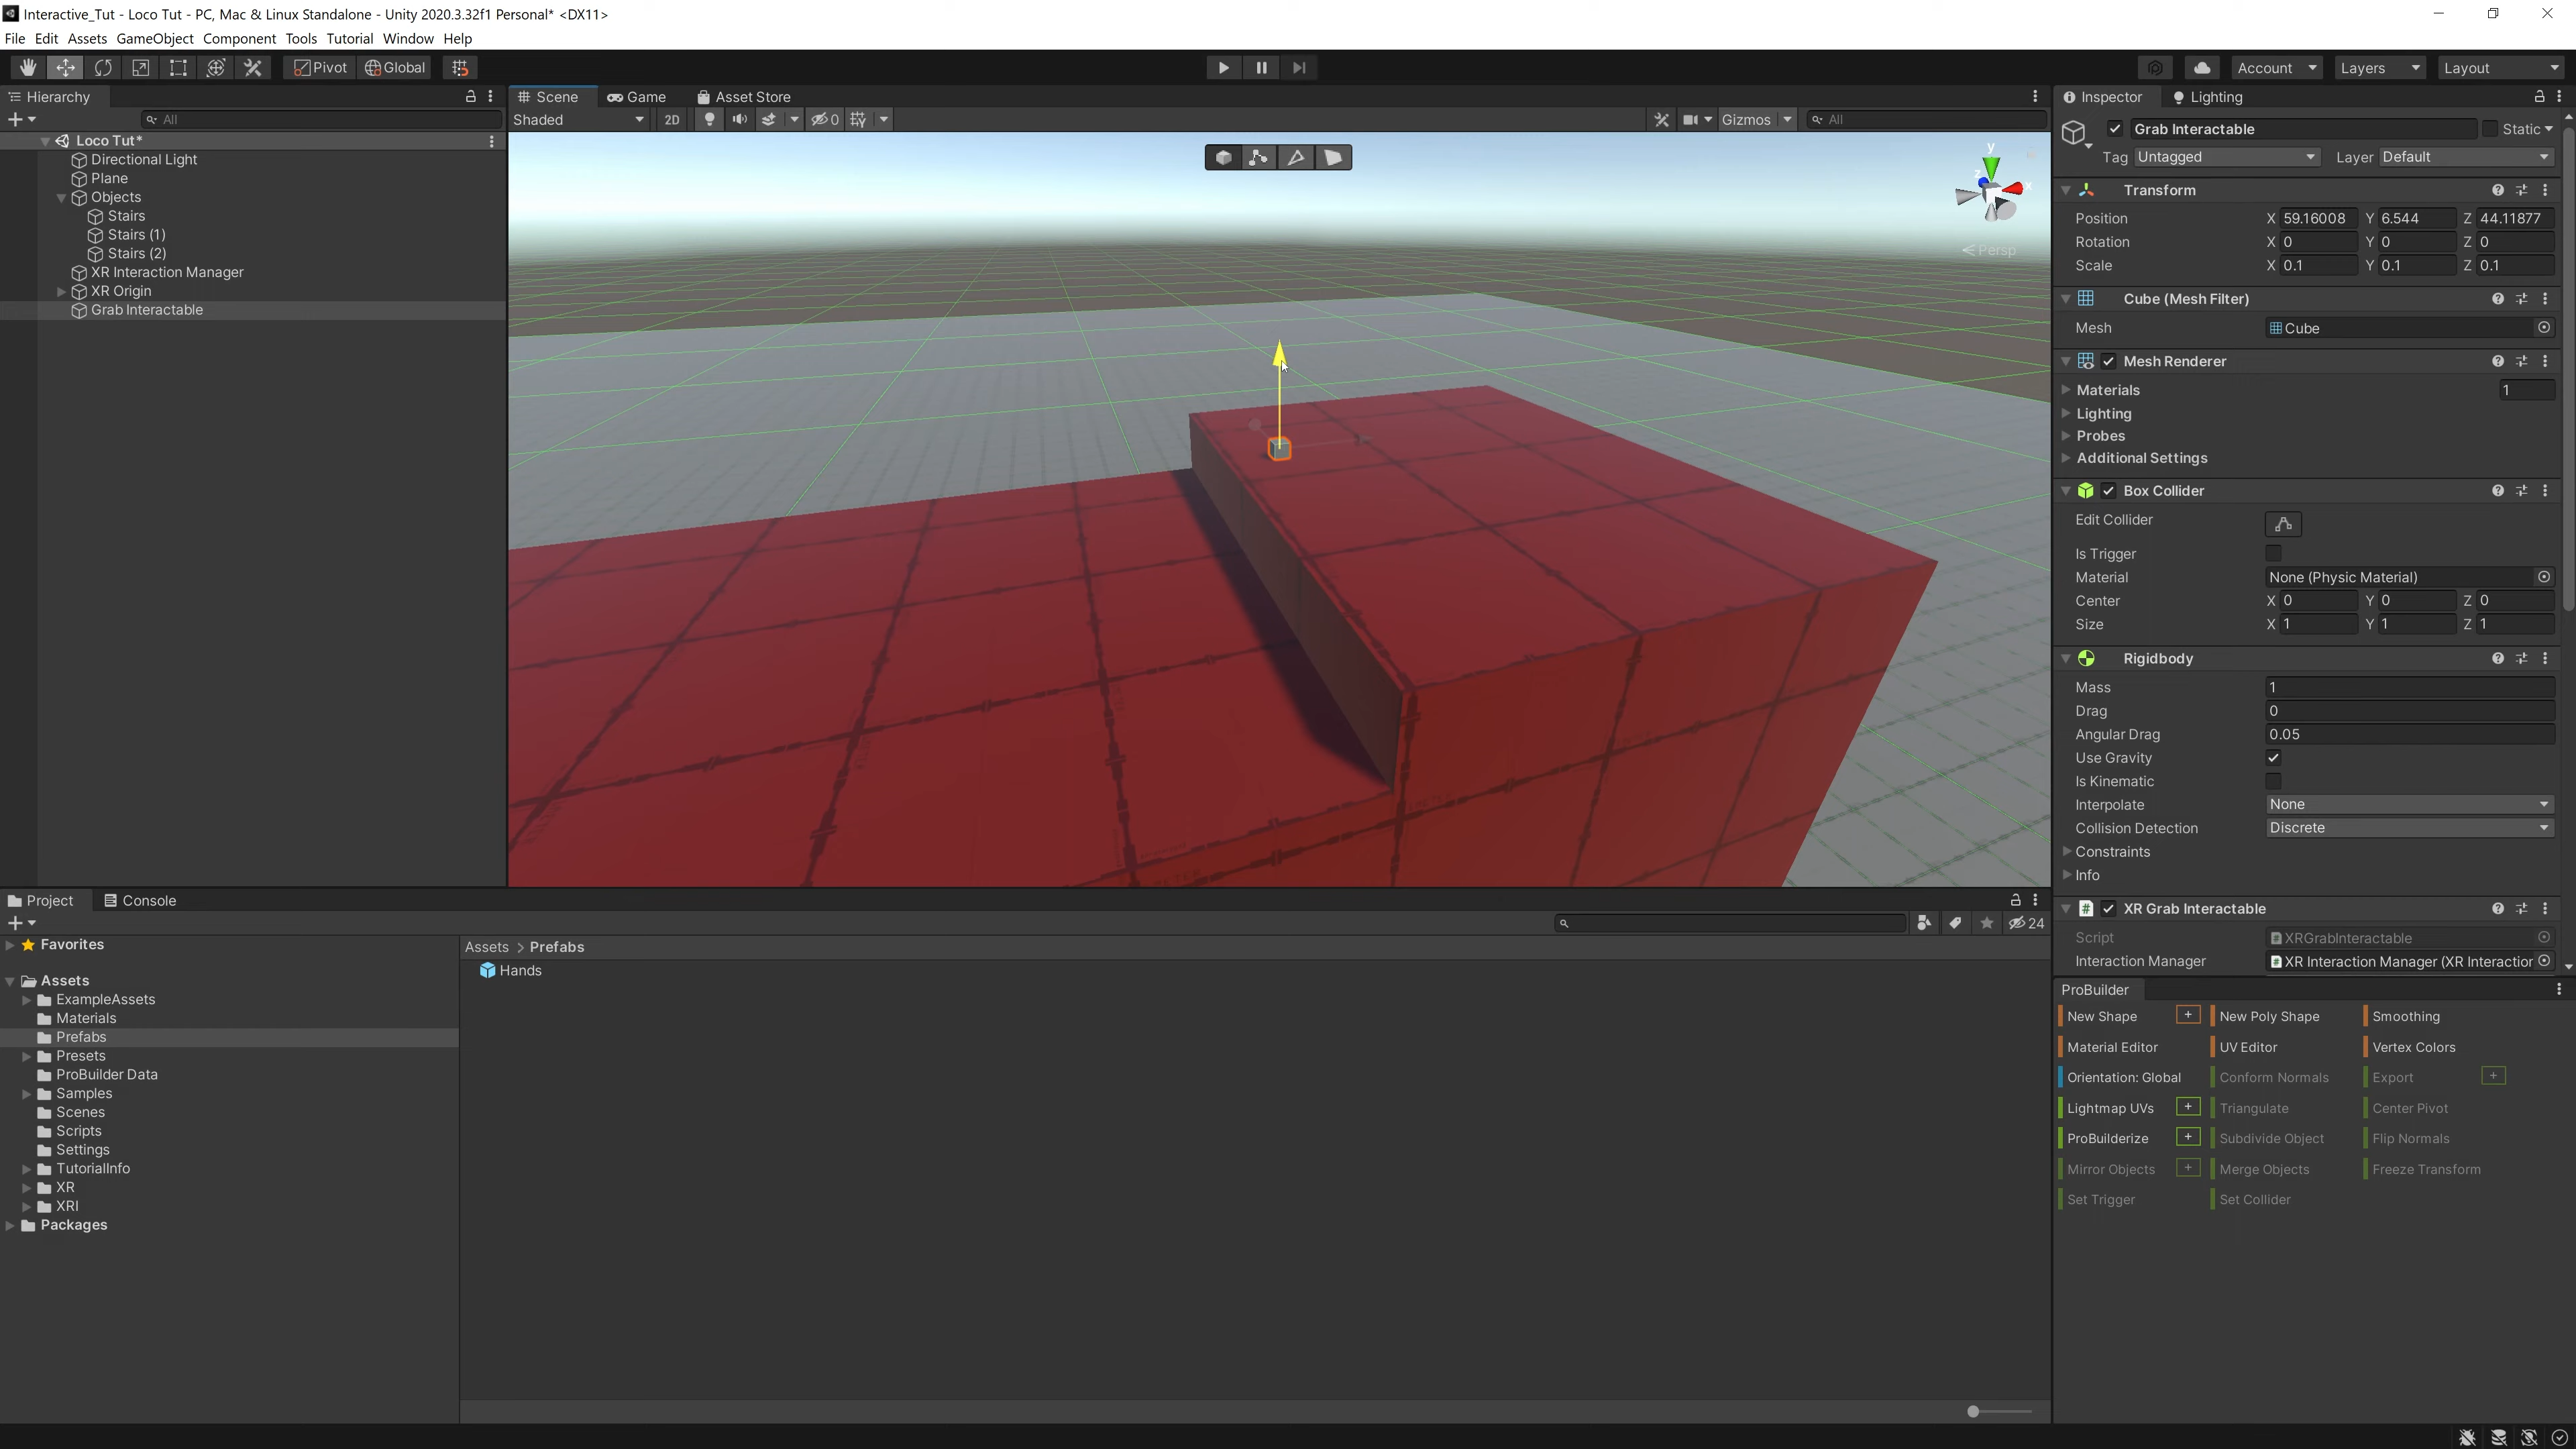 Interactive_Tut - Loco Tut - PC, Mac & Linux Standalone - Unity 2020.3.32f1 Personal* <DX11>
File Edit Assets GameObject Component Tools Tutorial Window Help
Pivot Global Account Layers Layout
Hierarchy
All
Loco Tut*
Directional Light
Plane
Objects
Stairs
Stairs (1)
Stairs (2)
XR Interaction Manager
XR Origin
Grab Interactable
Scene Game Asset Store
Shaded 2D 0 Gizmos All
y
x
z
Persp
Inspector Lighting
Grab Interactable Static
Tag Untagged Layer Default
Transform
Position X 59.16008 Y 6.544 Z 44.11877
Rotation X 0 Y 0 Z 0
Scale X 0.1 Y 0.1 Z 0.1
Cube (Mesh Filter)
Mesh Cube
Mesh Renderer
Materials 1
Lighting
Probes
Additional Settings
Box Collider
Edit Collider
Is Trigger
Material None (Physic Material)
Center X 0 Y 0 Z 0
Size X 1 Y 1 Z 1
Rigidbody
Mass 1
Drag 0
Angular Drag 0.05
Use Gravity
Is Kinematic
Interpolate None
Collision Detection Discrete
Constraints
Info
XR Grab Interactable
Script XRGrabInteractable
Interaction Manager XR Interaction Manager (XR Interaction
Project Console
24
Favorites
Assets
ExampleAssets
Materials
Prefabs
Presets
ProBuilder Data
Samples
Scenes
Scripts
Settings
TutorialInfo
XR
XRI
Packages
Assets > Prefabs
Hands
ProBuilder
New Shape + New Poly Shape Smoothing
Material Editor UV Editor Vertex Colors
Orientation: Global Conform Normals Export +
Lightmap UVs + Triangulate Center Pivot
ProBuilderize + Subdivide Object Flip Normals
Mirror Objects + Merge Objects Freeze Transform
Set Trigger Set Collider